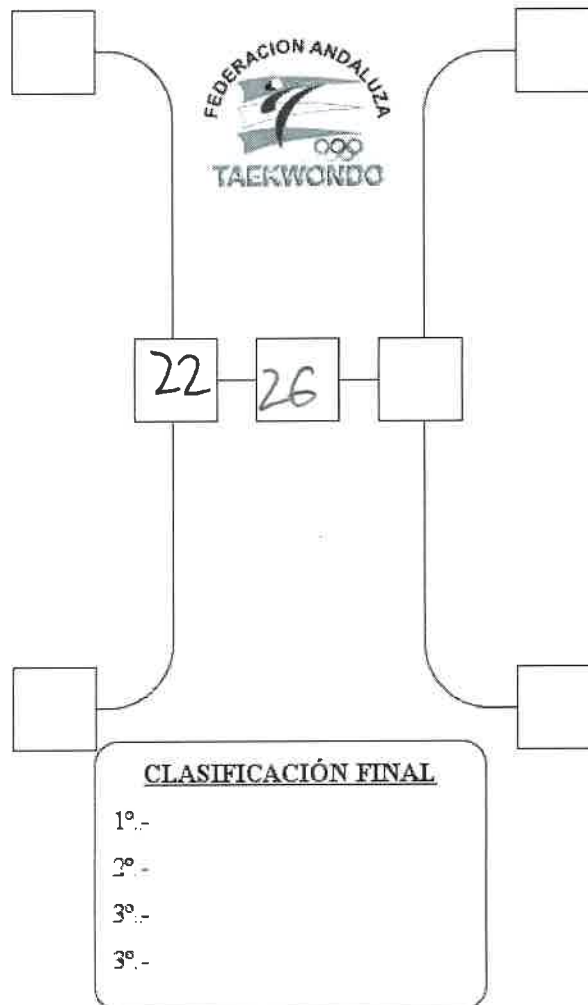 FEDERACION ANDALUZA
TAEKWONDO
22
26
CLASIFICACIÓN FINAL
1º.-
2º.-
3º.-
3º.-